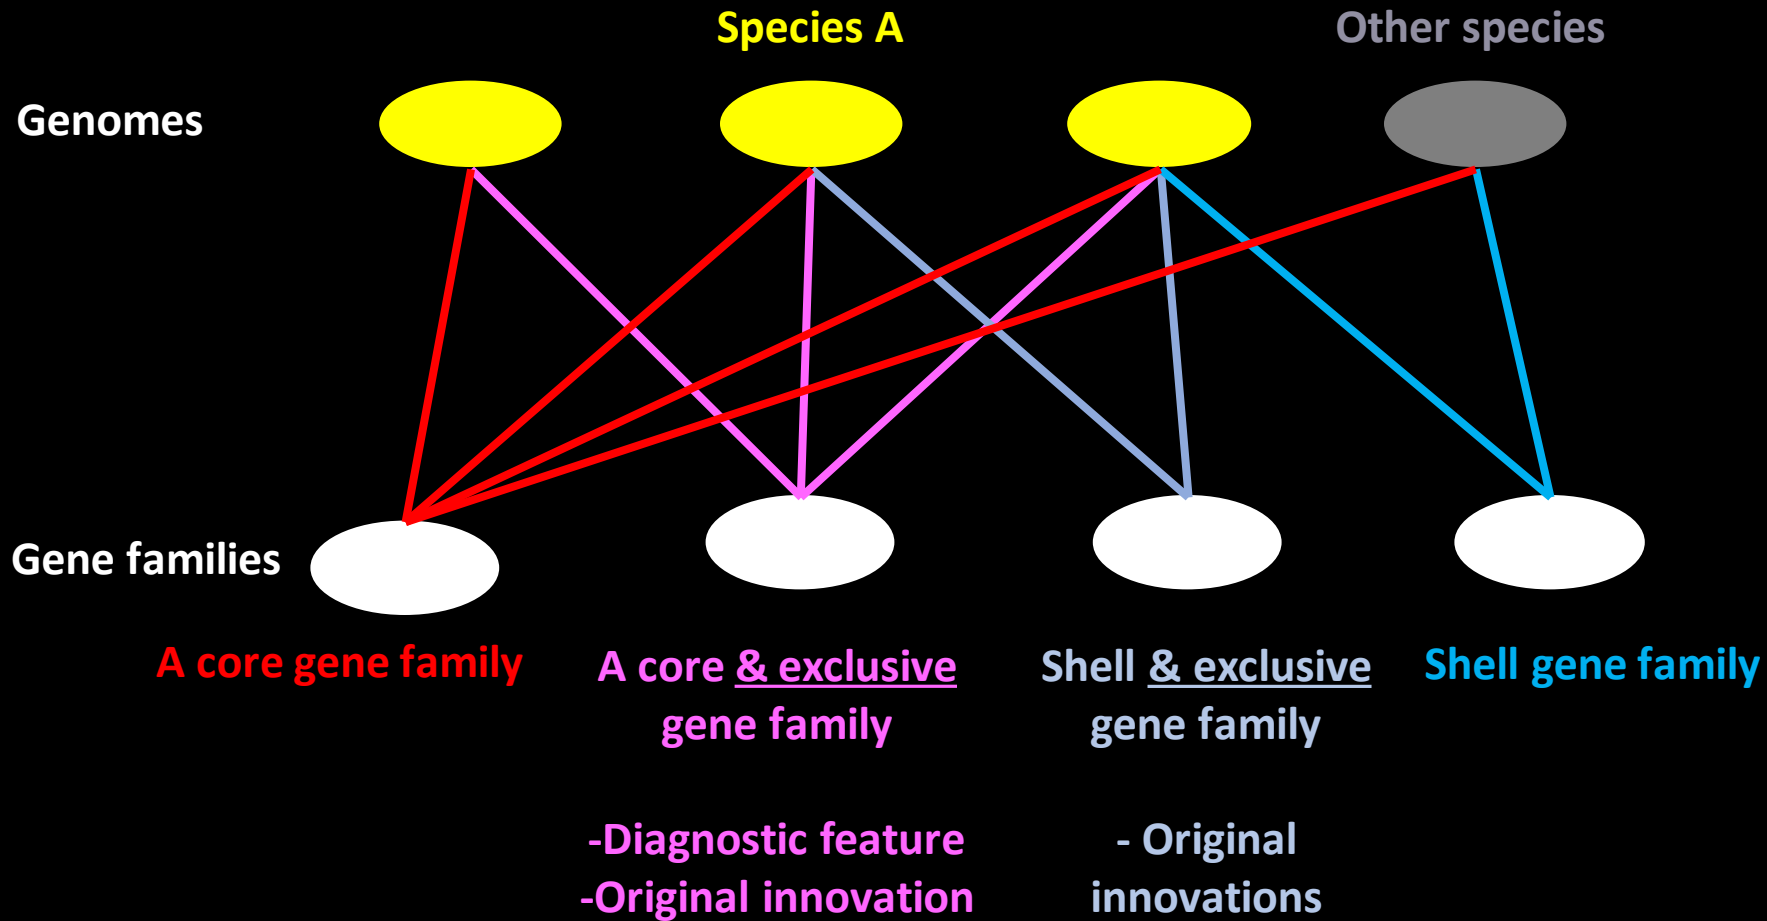 Species A
Other species
Genomes
Gene families
A core gene family
A core & exclusive
gene family
Shell & exclusive
gene family
Shell gene family
-Diagnostic feature
-Original innovation
- Original
innovations